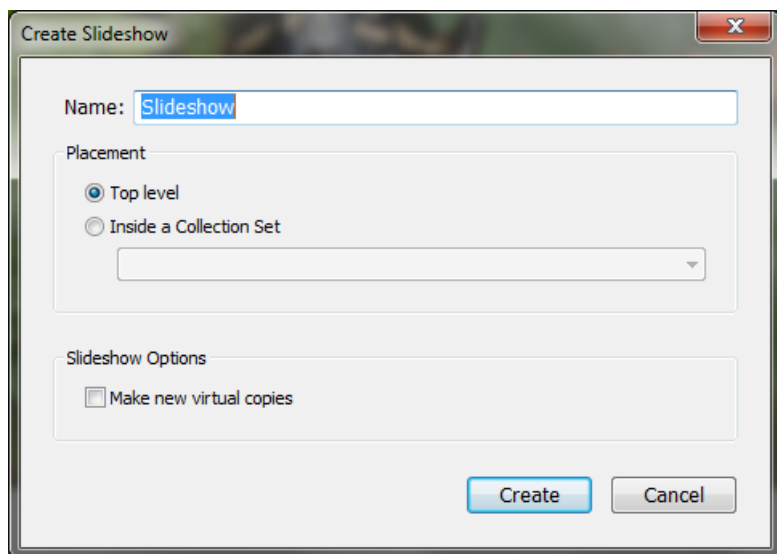 Create Slideshow
Name: Slideshow
Placement
Top level
Inside a Collection Set
Slideshow Options
Make new virtual copies
Create Cancel